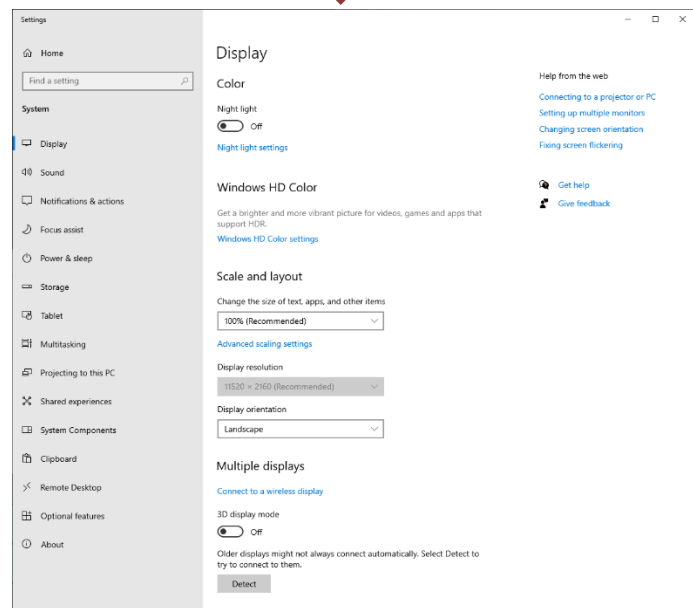 Settings
Home
Find a setting
System
Display
Sound
Notifications & actions
Focus assist
Power & sleep
Storage
Tablet
Multitasking
Projecting to this PC
Shared experiences
System Components
Clipboard
Remote Desktop
Optional features
About
Display
Color
Night light
Off
Night light settings
Windows HD Color
Get a brighter and more vibrant picture for videos, games and apps that
support HDR.
Windows HD Color settings
Scale and layout
Change the size of text, apps, and other items
100% (Recommended)
Advanced scaling settings
Display resolution
11520 × 2160 (Recommended)
Display orientation
Landscape
Multiple displays
Connect to a wireless display
3D display mode
Off
Older displays might not always connect automatically. Select Detect to
try to connect to them.
Detect
Help from the web
Connecting to a projector or PC
Setting up multiple monitors
Changing screen orientation
Fixing screen flickering
Get help
Give feedback